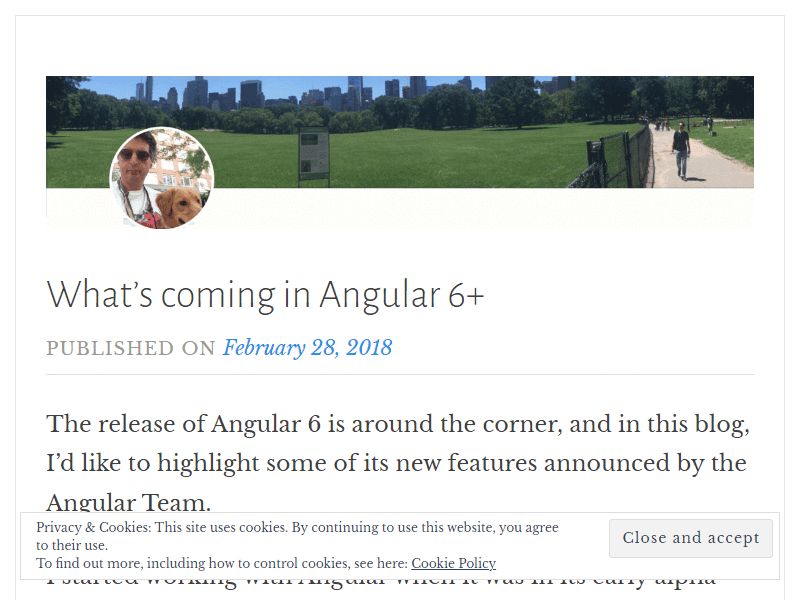 What’s coming in Angular 6+
PUBLISHED ON February 28, 2018
The release of Angular 6 is around the corner, and in this blog,
I’d like to highlight some of its new features announced by the
Angular Team.
Privacy & Cookies: This site uses cookies. By continuing to use this website, you agree
to their use.
To find out more, including how to control cookies, see here: Cookie Policy
Close and accept
I started working with Angular when it was in its early alpha